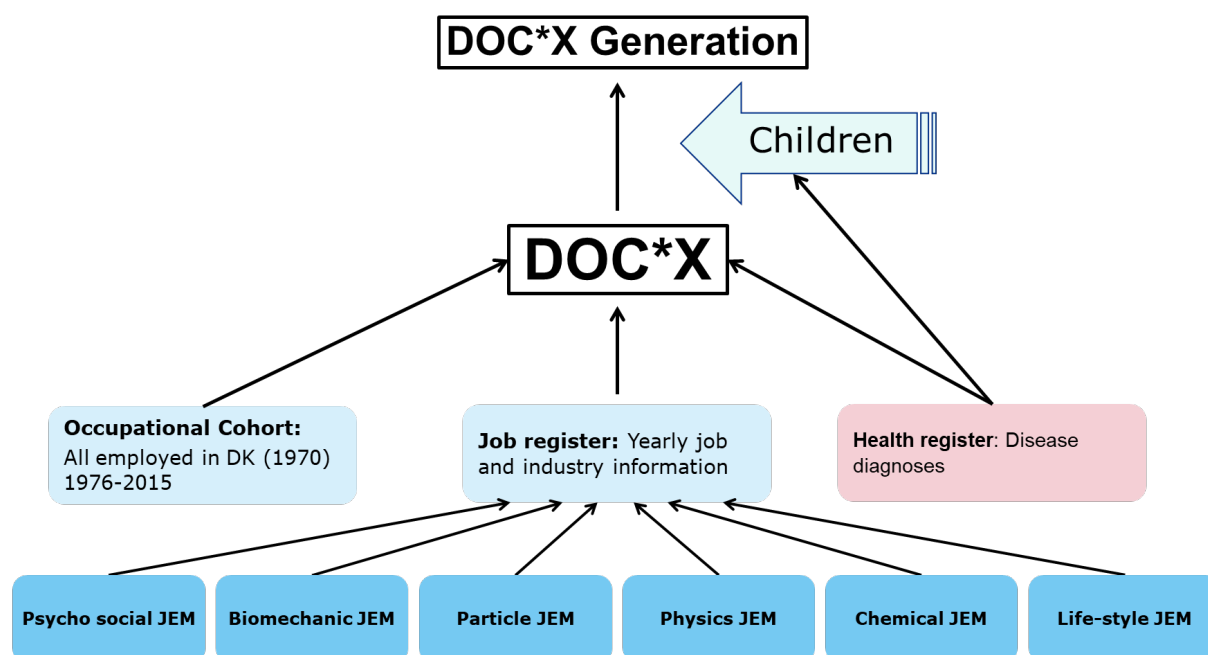 DOC*X Generation
Children
DOC*X
Occupational Cohort:
All employed in DK (1970)
1976-2015
Job register: Yearly job
and industry information
Health register: Disease
diagnoses
Psycho social JEM
Biomechanic JEM
Particle JEM
Physics JEM
Chemical JEM
Life-style JEM